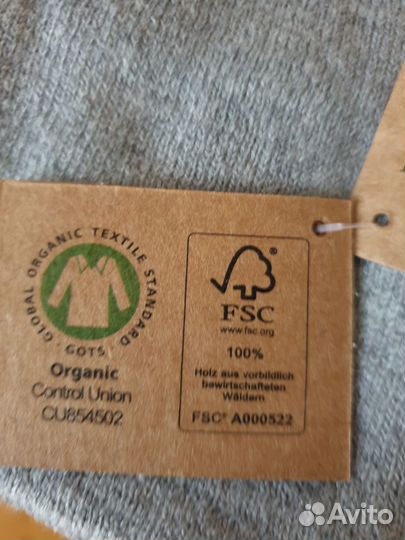 GLOBAL ORGANIC TEXTILE STANDARD
· GOTS ·
Organic
Control Union
CU854502
®
FSC
www.fsc.org
100%
Holz aus vorbildlich
bewirtschafteten
Wäldern
FSC® A000522
Avito